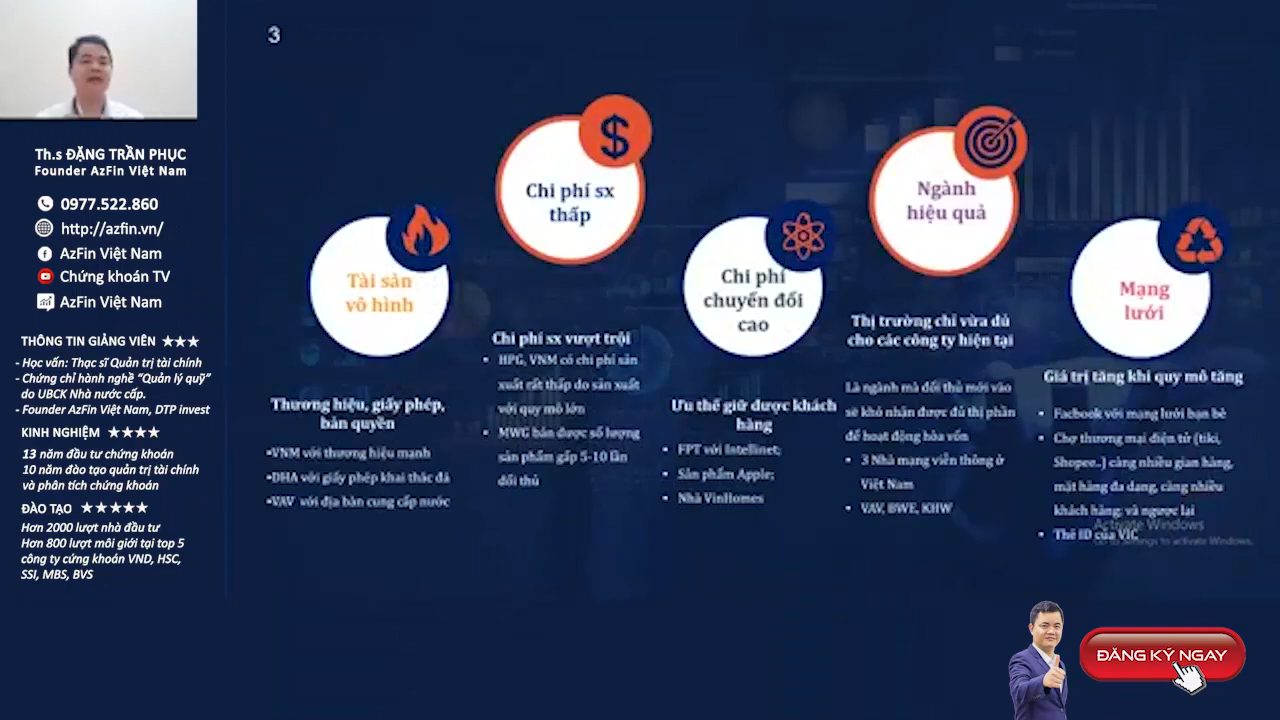 3
Th.s ĐẶNG TRẦN PHỤC
Founder AzFin Việt Nam
0977.522.860
http://azfin.vn/
AzFin Việt Nam
Chứng khoán TV
AzFin Việt Nam
THÔNG TIN GIẢNG VIÊN
- Học vấn: Thạc sĩ Quản trị tài chính
- Chứng chỉ hành nghề “Quản lý quỹ”
do UBCK Nhà nước cấp.
- Founder AzFin Việt Nam, DTP invest
KINH NGHIỆM
13 năm đầu tư chứng khoán
10 năm đào tạo quản trị tài chính
và phân tích chứng khoán
ĐÀO TẠO
Hơn 2000 lượt nhà đầu tư
Hơn 800 lượt môi giới tại top 5
công ty cứng khoán VND, HSC,
SSI, MBS, BVS
Tài sản
vô hình
Thương hiệu, giấy phép,
bản quyền
•VNM với thương hiệu mạnh
•DHA với giấy phép khai thác đá
•VAV với địa bàn cung cấp nước
Chi phí sx
thấp
Chi phí sx vượt trội
• HPG, VNM có chi phí sản
xuất rất thấp do sản xuất
với quy mô lớn
• MWG bán được số lượng
sản phẩm gấp 5-10 lần
đối thủ
Chi phí
chuyển đổi
cao
Ưu thế giữ được khách
hàng
• FPT với Intellinet;
• Sản phẩm Apple;
• Nhà VinHomes
Ngành
hiệu quả
Thị trường chỉ vừa đủ
cho các công ty hiện tại
Là ngành mà đối thủ mới vào
sẽ khó nhận được đủ thị phần
để hoạt động hòa vốn
• 3 Nhà mạng viễn thông ở
Việt Nam
• VAV, BWE, KHW
Mạng
lưới
Giá trị tăng khi quy mô tăng
• Facbook với mạng lưới bạn bè
• Chợ thương mại điện tử (tiki,
Shopee..) càng nhiều gian hàng,
mặt hàng đa dạng, càng nhiều
khách hàng; và ngược lại
• Thẻ ID của VIC
Activate Windows
Go to Settings to activate Windows.
ĐĂNG KÝ NGAY